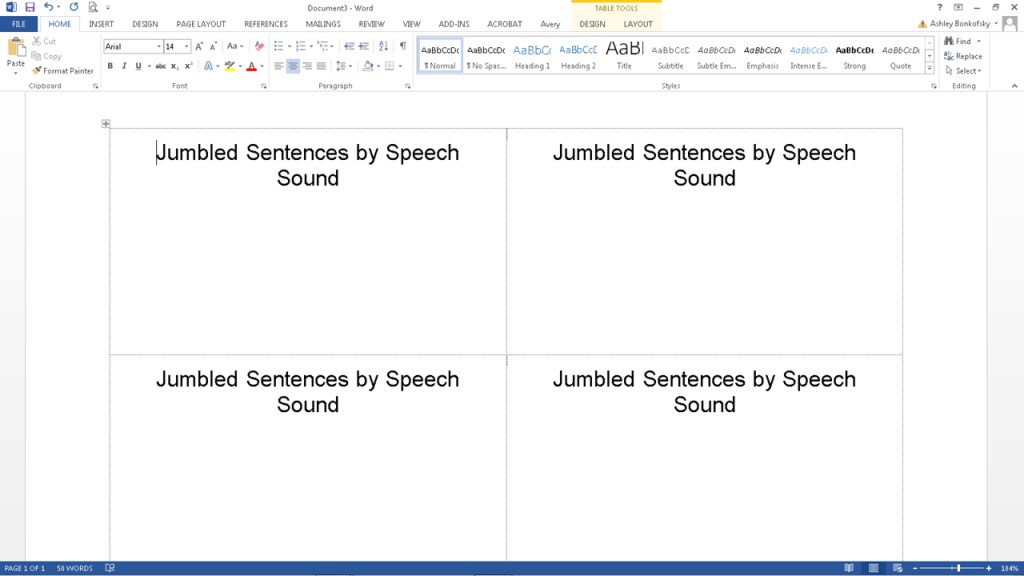 Document3 - Word
TABLE TOOLS
FILE HOME INSERT DESIGN PAGE LAYOUT REFERENCES MAILINGS REVIEW VIEW ADD-INS ACROBAT Avery DESIGN LAYOUT Ashley Bonkofsky
Paste
Cut
Copy
Format Painter
Arial 14
AaBbCcDc AaBbCcDc AaBbCc AaBbCcD AaBl AaBbCcD AaBbCcDc AaBbCcDc AaBbCcDc AaBbCcDc AaBbCcDc
¶ Normal ¶ No Spac... Heading 1 Heading 2 Title Subtitle Subtle Em... Emphasis Intense E... Strong Quote
Find
Replace
Select
Clipboard Font Paragraph Styles Editing
Jumbled Sentences by Speech
Sound
Jumbled Sentences by Speech
Sound
Jumbled Sentences by Speech
Sound
Jumbled Sentences by Speech
Sound
PAGE 1 OF 1 58 WORDS 184%